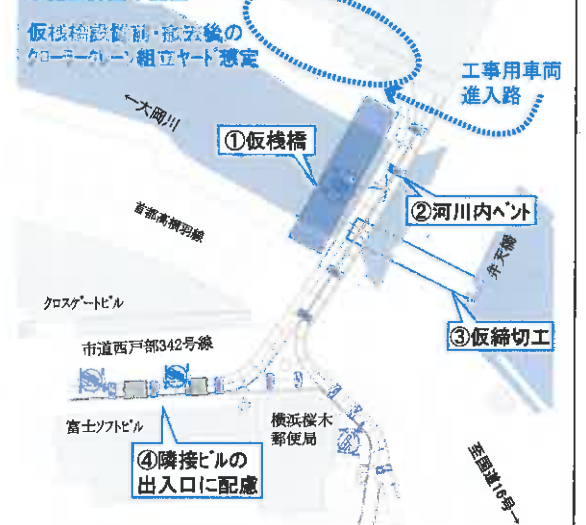 仮桟橋設置前・撤去後の
クローラークレーン組立ヤード想定
工事用車両
進入路
←大岡川
①仮桟橋
②河川内ベント
首都高横羽線
弁天橋
クロスゲートビル
③仮締切工
市道西戸部342号線
富士ソフトビル
横浜桜木
郵便局
④隣接ビルの
出入口に配慮
至国道16号→